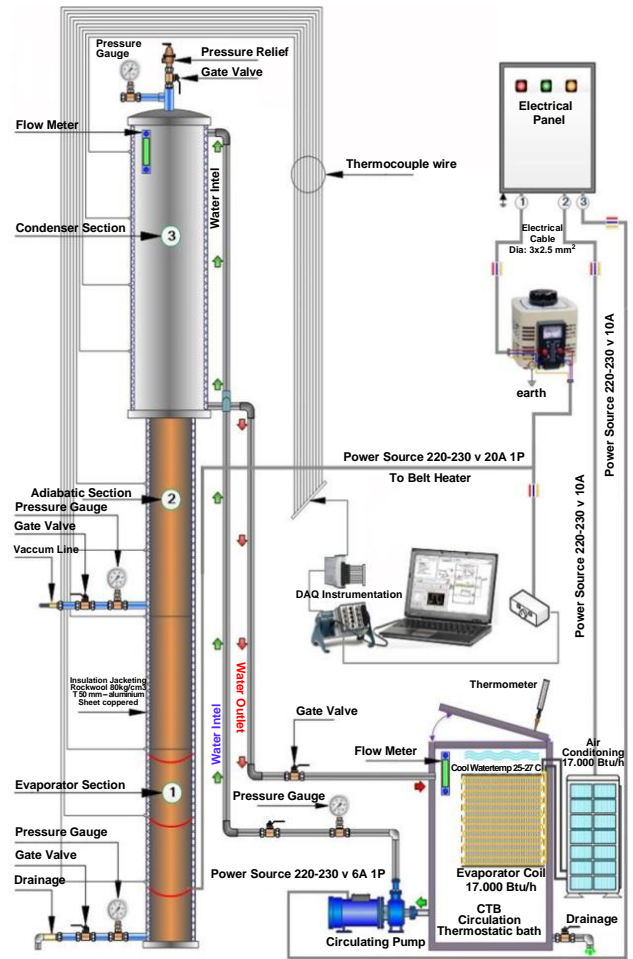 Pressure
Gauge
Pressure Relief
Gate Valve
Flow Meter
Water Intel
Thermocouple wire
Condenser Section
3
Electrical
Panel
1
2
3
Electrical
Cable
Dia: 3x2.5 mm²
earth
Power Source 220-230 v 10A
Power Source 220-230 v 20A 1P
To Belt Heater
Power Source 220-230 v 10A
Adiabatic Section
2
Pressure Gauge
Gate Valve
Vaccum Line
DAQ Instrumentation
Insulation Jacketing
Rockwool 80kg/cm3
T 50 mm – aluminium
Sheet coppered
Water Intel
Water Outlet
Gate Valve
Thermometer
Flow Meter
Cool Watertemp 25-27 C
Air
Conditoning
17.000 Btu/h
Evaporator Section
1
Pressure Gauge
Pressure Gauge
Gate Valve
Drainage
Power Source 220-230 v 6A 1P
Circulating Pump
Evaporator Coil
17.000 Btu/h
CTB
Circulation
Thermostatic bath
Drainage